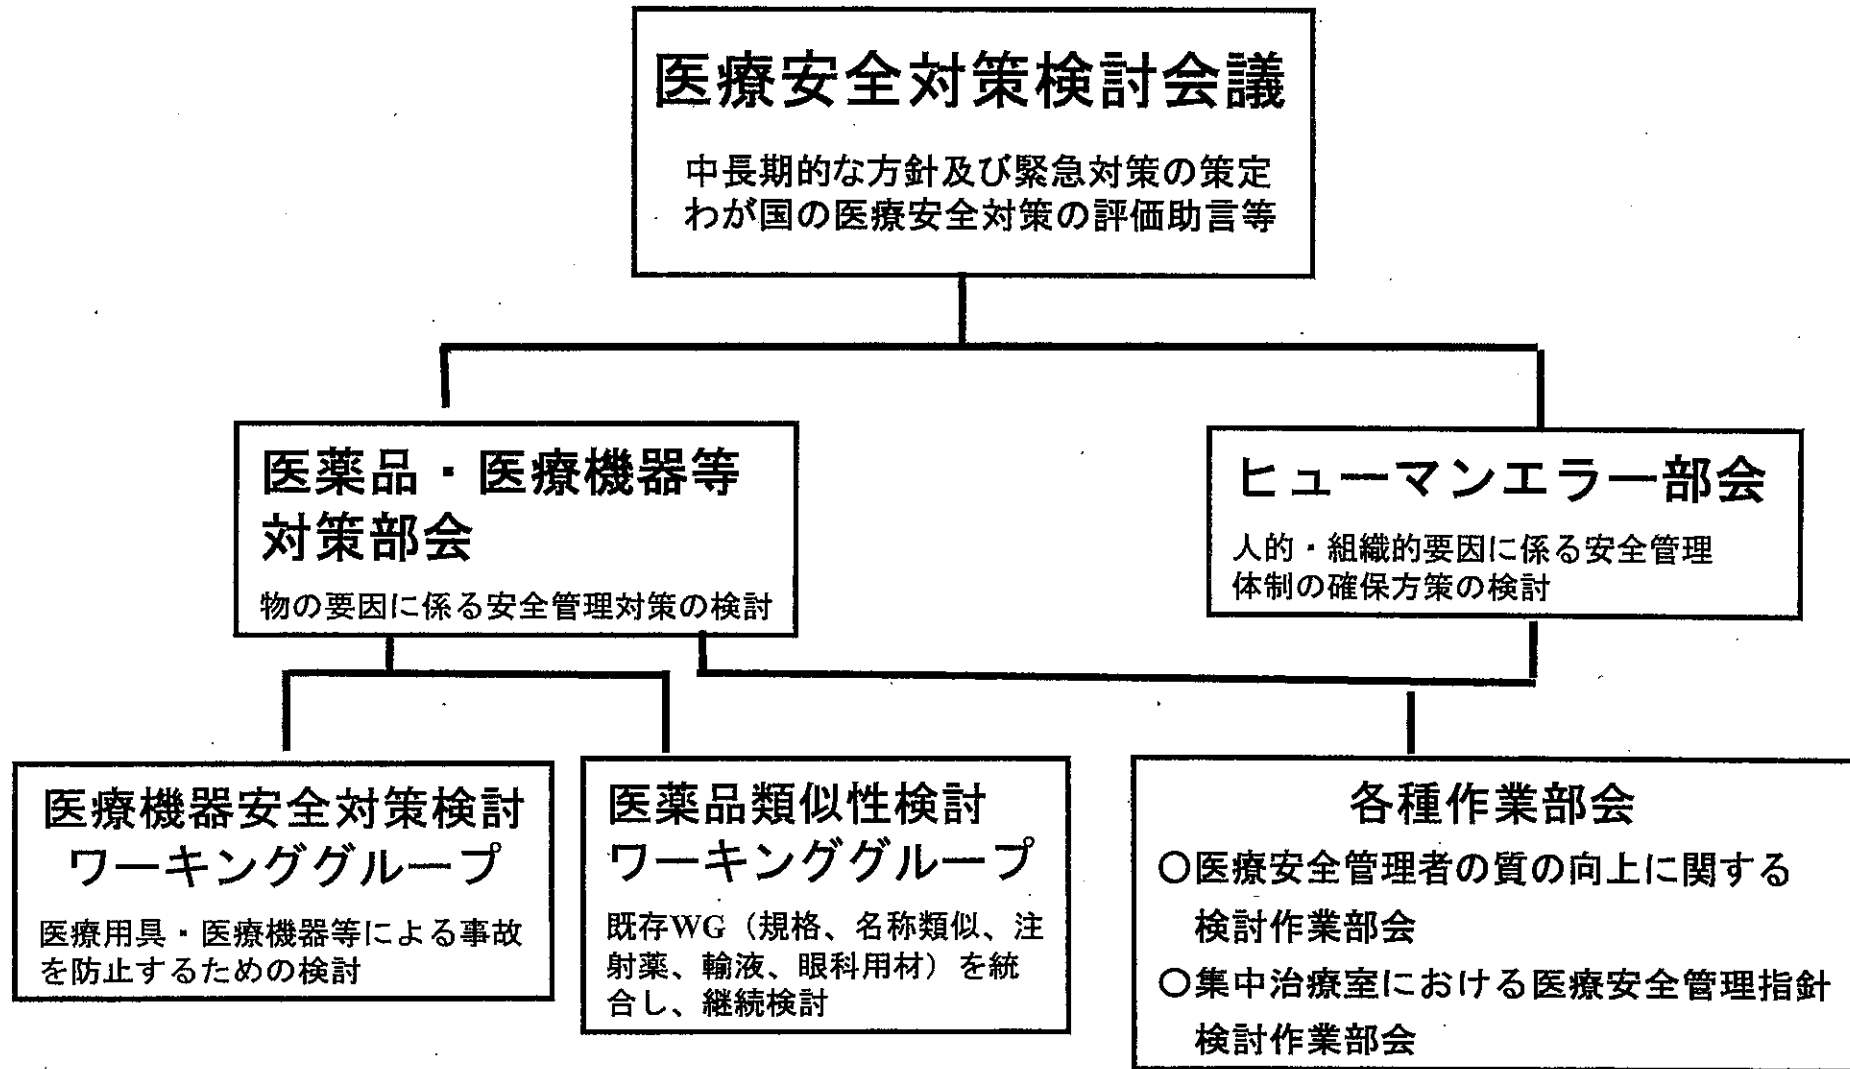 医療安全対策検討会議
中長期的な方針及び緊急対策の策定
わが国の医療安全対策の評価助言等
医薬品・医療機器等
対策部会
物の要因に係る安全管理対策の検討
ヒューマンエラー部会
人的・組織的要因に係る安全管理
体制の確保方策の検討
医療機器安全対策検討
ワーキンググループ
医療用具・医療機器等による事故
を防止するための検討
医薬品類似性検討
ワーキンググループ
既存WG（規格、名称類似、注
射薬、輸液、眼科用材）を統
合し、継続検討
各種作業部会
○医療安全管理者の質の向上に関する
検討作業部会
○集中治療室における医療安全管理指針
検討作業部会